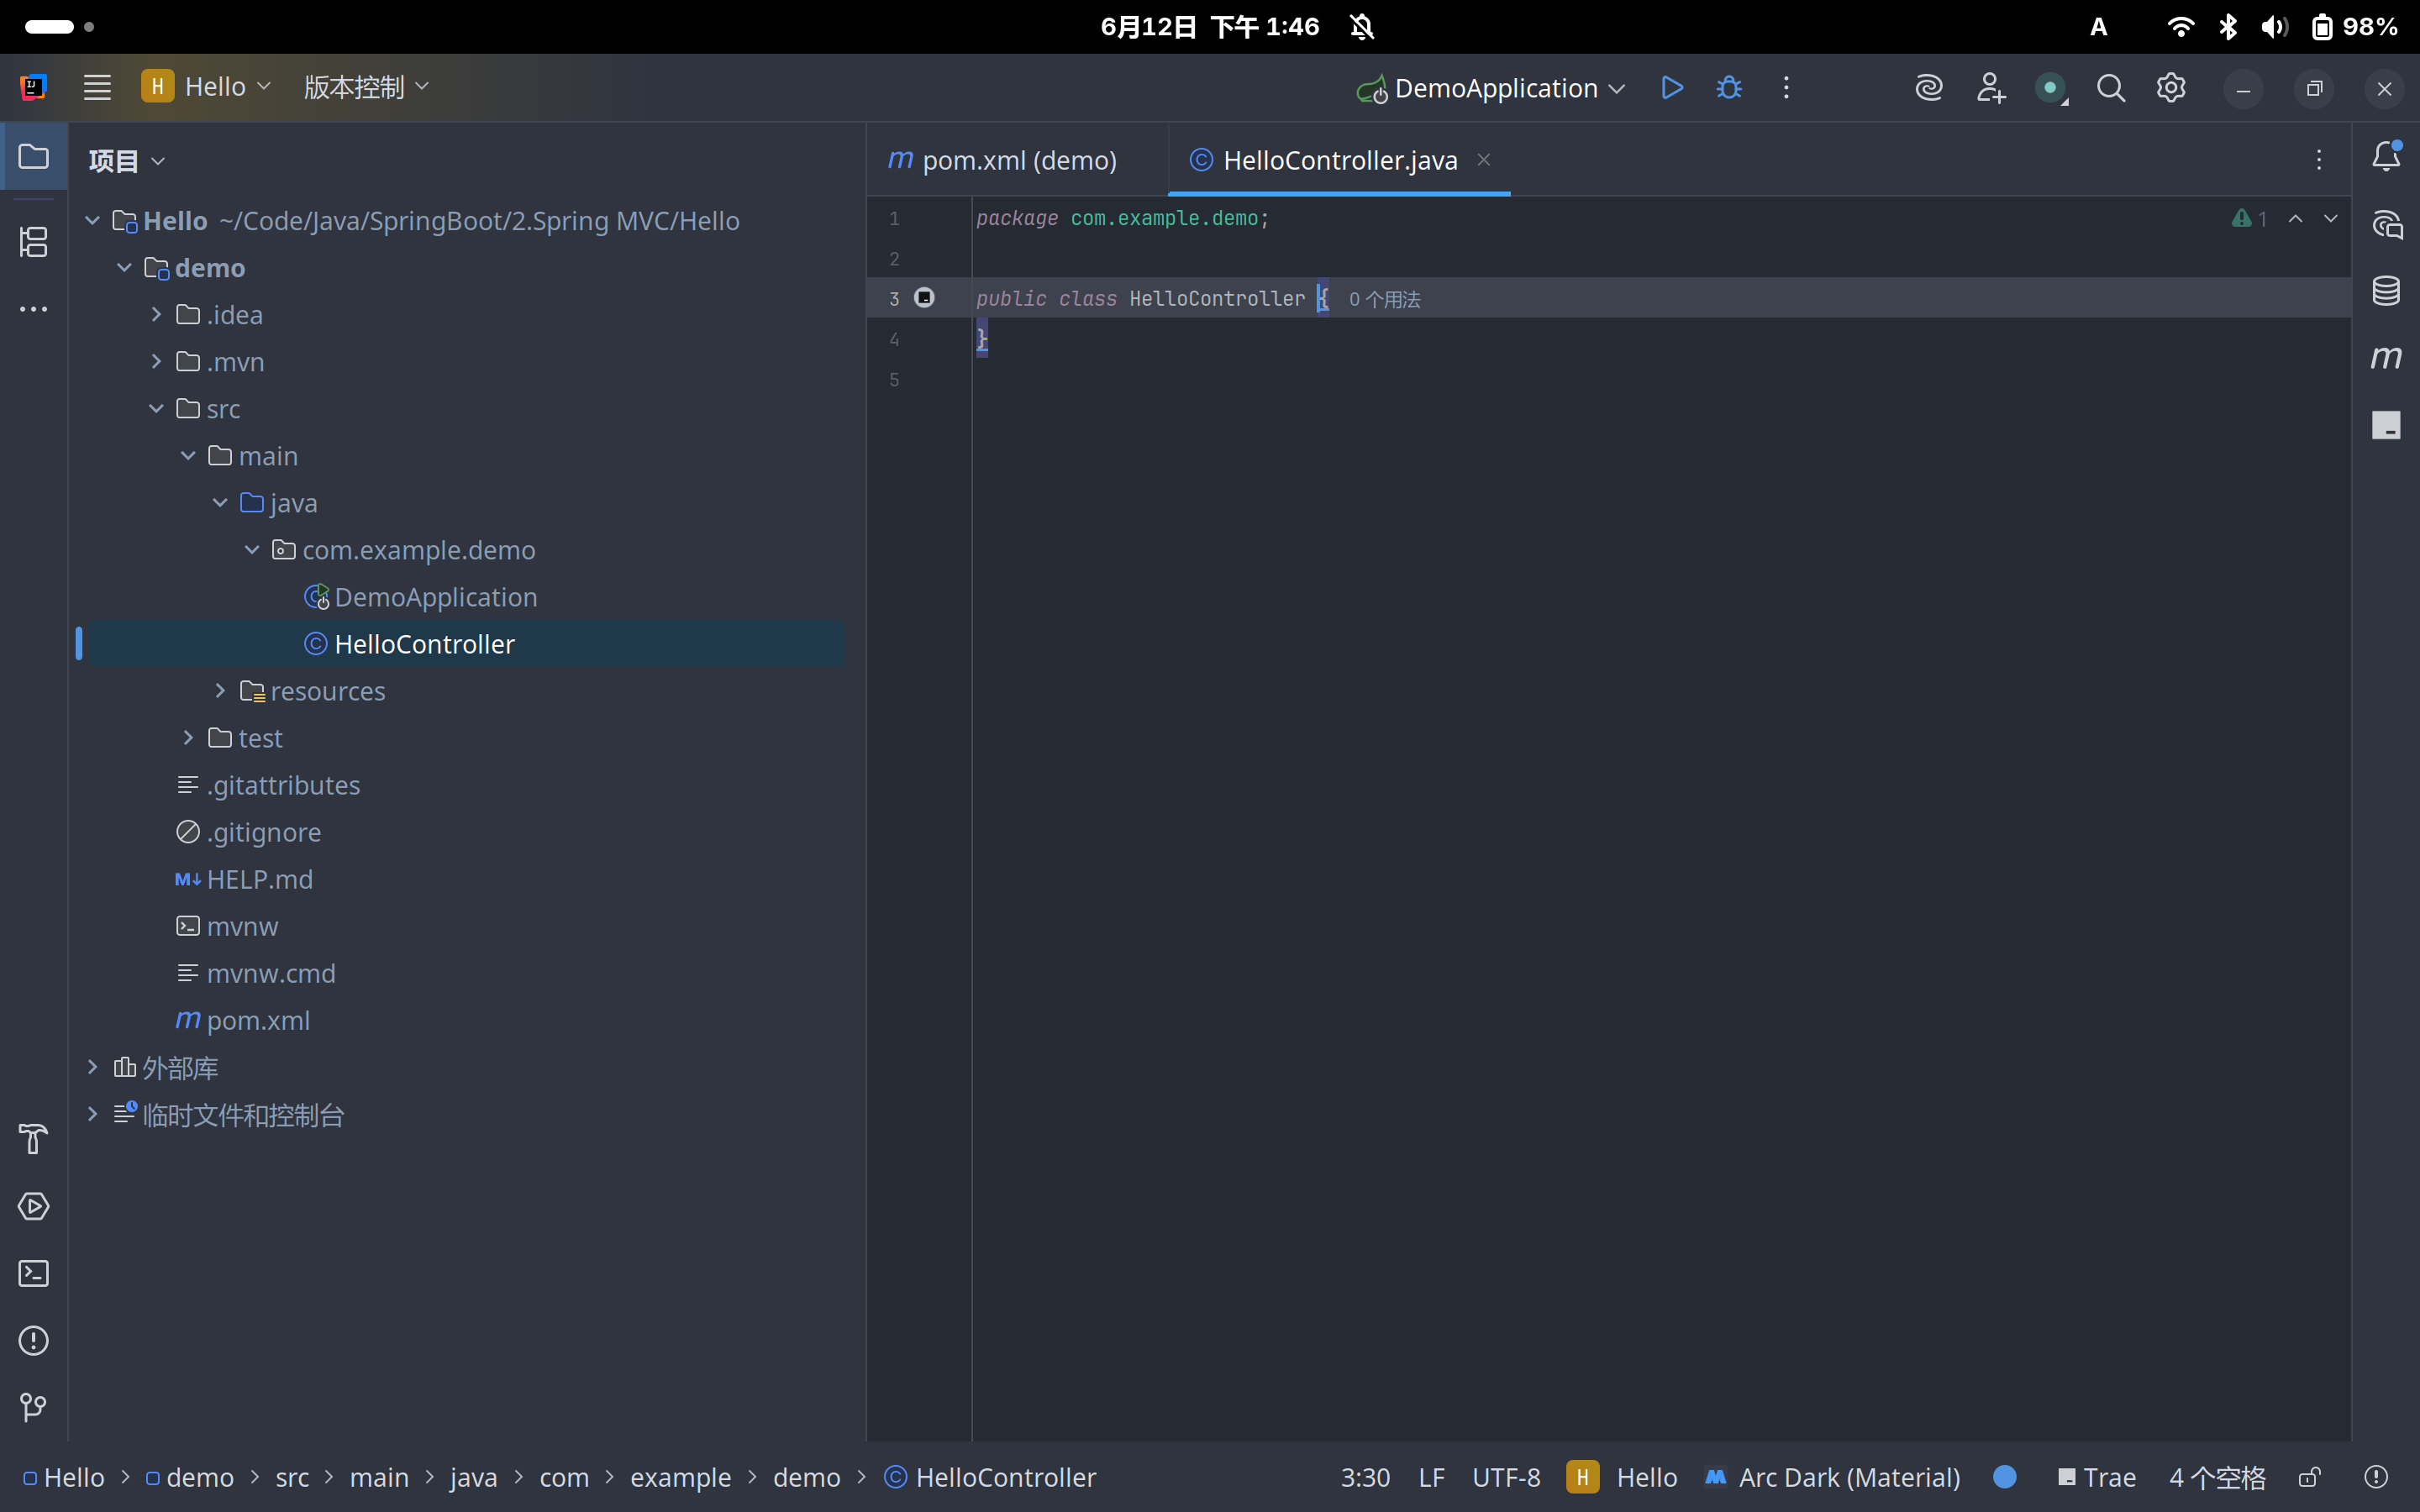 6月12日 下午 1:46
A
98%
H Hello
版本控制
DemoApplication
项目
Hello ~/Code/Java/SpringBoot/2.Spring MVC/Hello
demo
.idea
.mvn
src
main
java
com.example.demo
DemoApplication
HelloController
resources
test
.gitattributes
.gitignore
M↓ HELP.md
mvnw
mvnw.cmd
m pom.xml
外部库
临时文件和控制台
m pom.xml (demo)
HelloController.java
1 package com.example.demo;
1
2
3 public class HelloController { 0 个用法
4 }
5
m
Hello > demo > src > main > java > com > example > demo > HelloController
3:30 LF UTF-8 H Hello Arc Dark (Material) Trae 4 个空格